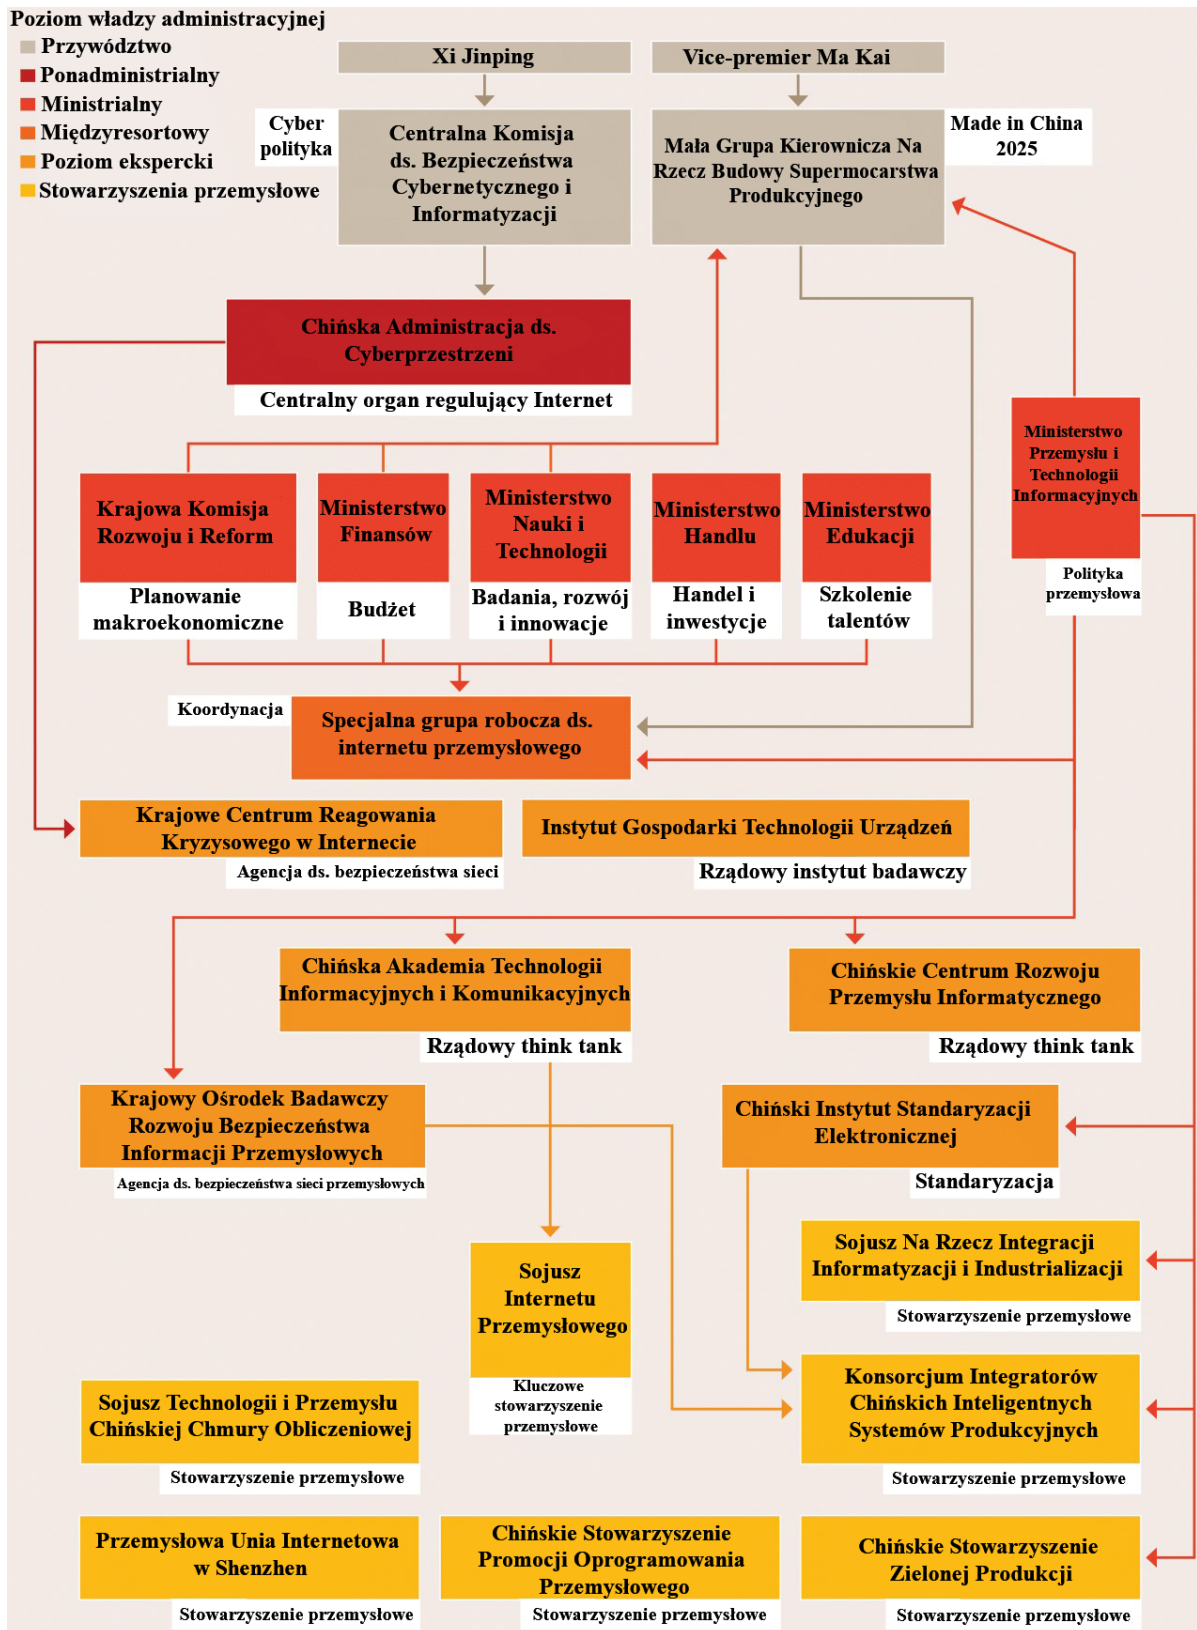 Poziom władzy administracyjnej
Przywództwo
Ponadministrialny
Ministrialny
Międzyresortowy
Poziom ekspercki
Stowarzyszenia przemysłowe
Xi Jinping
Vice-premier Ma Kai
Cyber
polityka
Centralna Komisja
ds. Bezpieczeństwa
Cybernetycznego i
Informatyzacji
Mała Grupa Kierownicza Na
Rzecz Budowy Supermocarstwa
Produkcyjnego
Made in China
2025
Chińska Administracja ds.
Cyberprzestrzeni
Centralny organ regulujący Internet
Ministerstwo
Przemysłu i
Technologii
Informacyjnych
Polityka
przemysłowa
Krajowa Komisja
Rozwoju i Reform
Planowanie
makroekonomiczne
Ministerstwo
Finansów
Budżet
Ministerstwo
Nauki i
Technologii
Badania, rozwój
i innowacje
Ministerstwo
Handlu
Handel i
inwestycje
Ministerstwo
Edukacji
Szkolenie
talentów
Koordynacja
Specjalna grupa robocza ds.
internetu przemysłowego
Krajowe Centrum Reagowania
Kryzysowego w Internecie
Agencja ds. bezpieczeństwa sieci
Instytut Gospodarki Technologii Urządzeń
Rządowy instytut badawczy
Chińska Akademia Technologii
Informacyjnych i Komunikacyjnych
Rządowy think tank
Chińskie Centrum Rozwoju
Przemysłu Informatycznego
Rządowy think tank
Krajowy Ośrodek Badawczy
Rozwoju Bezpieczeństwa
Informacji Przemysłowych
Agencja ds. bezpieczeństwa sieci przemysłowych
Chiński Instytut Standaryzacji
Elektronicznej
Standaryzacja
Sojusz
Internetu
Przemysłowego
Kluczowe
stowarzyszenie
przemysłowe
Sojusz Na Rzecz Integracji
Informatyzacji i Industrializacji
Stowarzyszenie przemysłowe
Sojusz Technologii i Przemysłu
Chińskiej Chmury Obliczeniowej
Stowarzyszenie przemysłowe
Konsorcjum Integratorów
Chińskich Inteligentnych
Systemów Produkcyjnych
Stowarzyszenie przemysłowe
Przemysłowa Unia Internetowa
w Shenzhen
Stowarzyszenie przemysłowe
Chińskie Stowarzyszenie
Promocji Oprogramowania
Przemysłowego
Stowarzyszenie przemysłowe
Chińskie Stowarzyszenie
Zielonej Produkcji
Stowarzyszenie przemysłowe